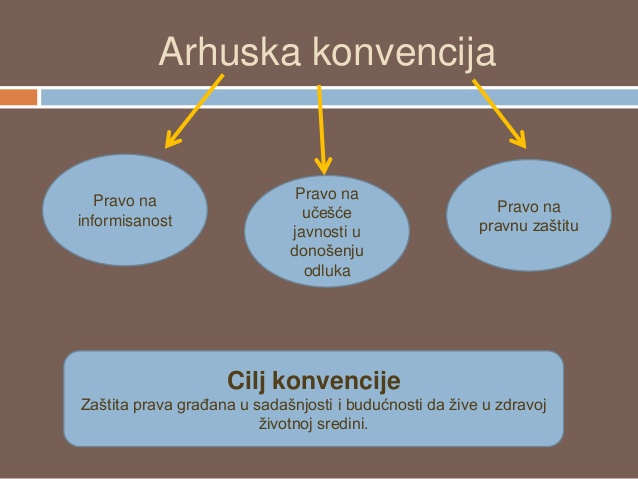 Arhuska konvencija
Pravo na
informisanost
Pravo na
učešće
javnosti u
donošenju
odluka
Pravo na
pravnu zaštitu
Cilj konvencije
Zaštita prava građana u sadašnjosti i budućnosti da žive u zdravoj
životnoj sredini.